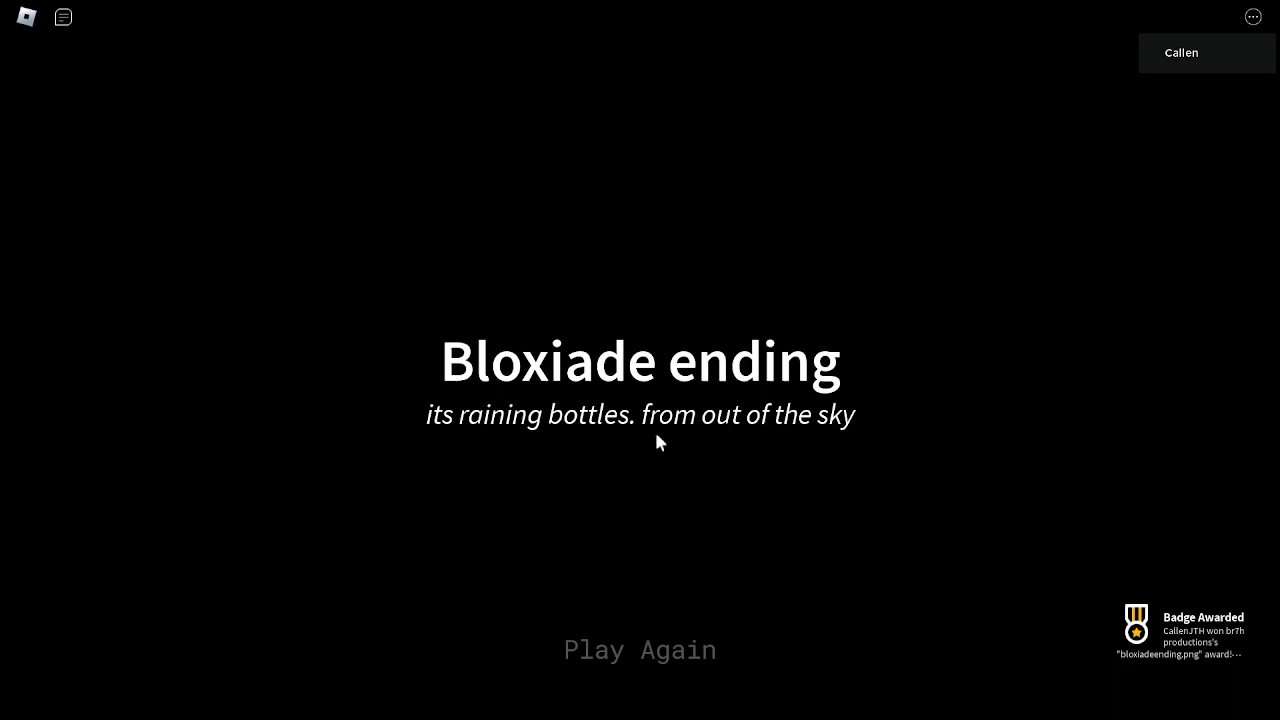 Callen
Bloxiade ending
its raining bottles. from out of the sky
Play Again
Badge Awarded
CallenJTH won br7h
productions's
"bloxiadeending.png" award!...